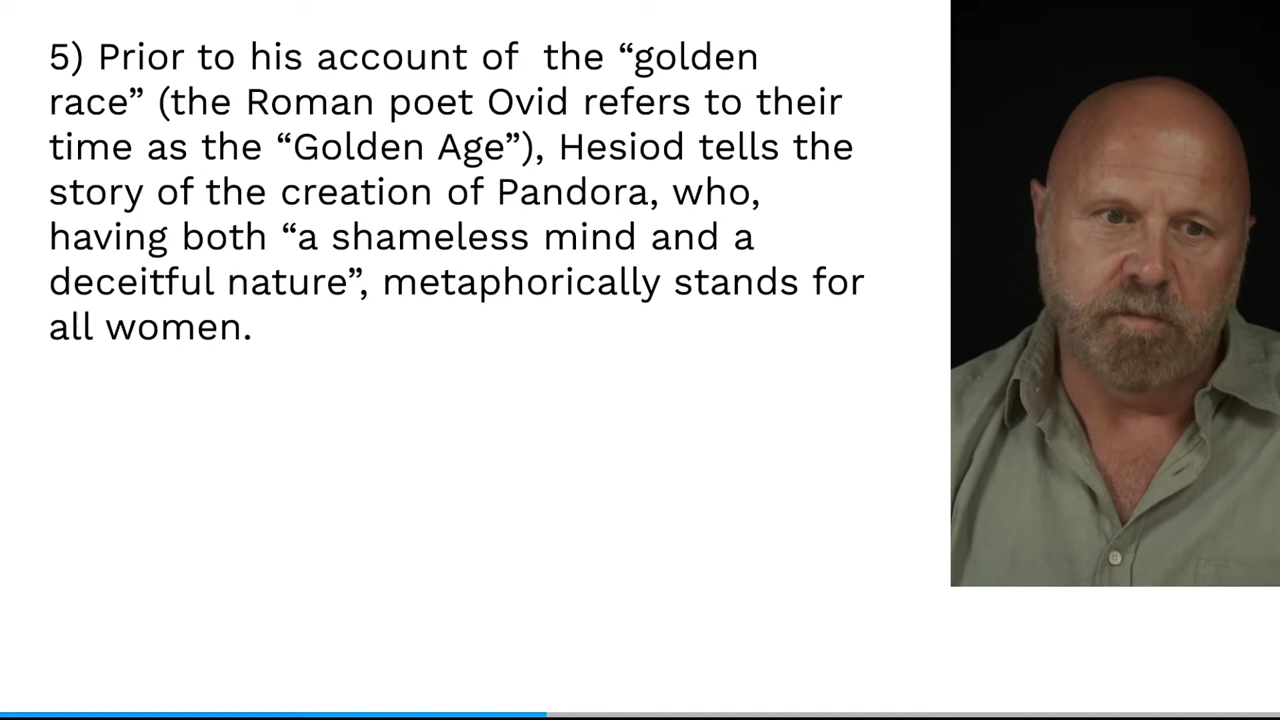 5) Prior to his account of the “golden
race” (the Roman poet Ovid refers to their
time as the “Golden Age”), Hesiod tells the
story of the creation of Pandora, who,
having both “a shameless mind and a
deceitful nature”, metaphorically stands for
all women.